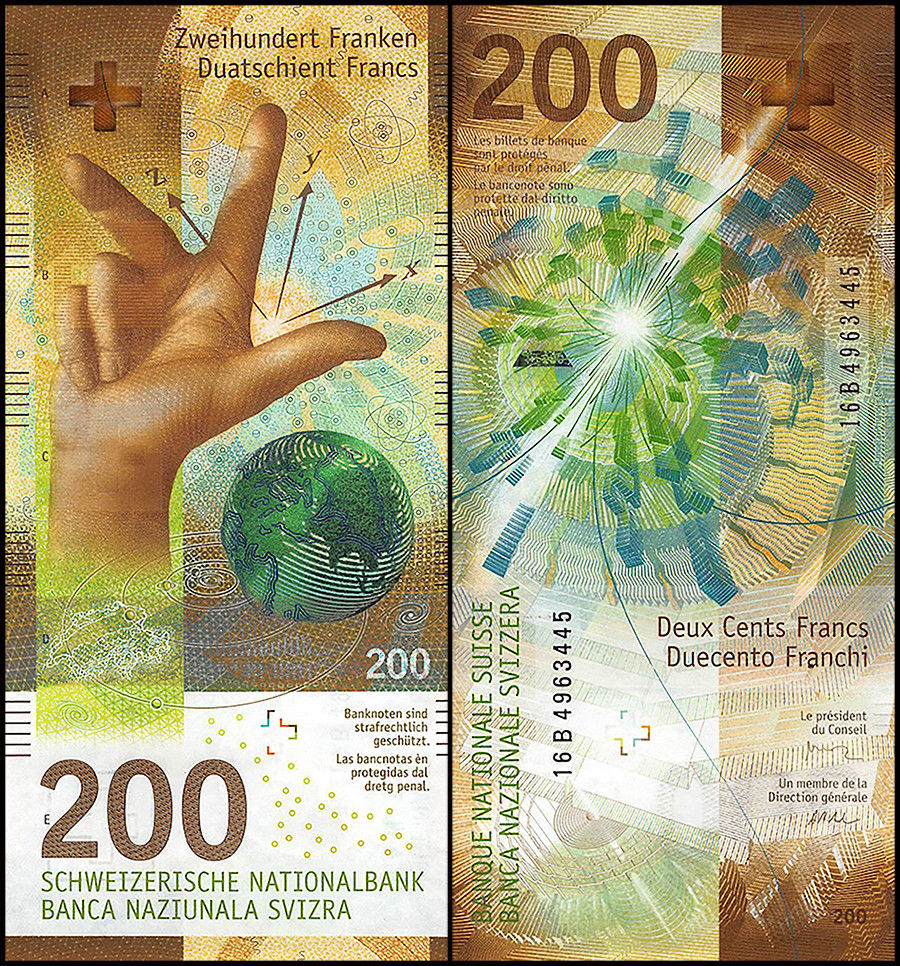 Zweihundert Franken
Duatschient Francs
A
z
y
x
B
C
D
200
Banknoten sind
strafrechtlich
geschützt.
Las bancnotas èn
protegidas dal
dretg penal.
E
200
SCHWEIZERISCHE NATIONALBANK
BANCA NAZIUNALA SVIZRA
200
Les billets de banque
sont protégés
par le droit pénal.
Le banconote sono
protette dal diritto
penale.
16B4963445
BANQUE NATIONALE SUISSE
BANCA NAZIONALE SVIZZERA
16B4963445
Deux Cents Francs
Duecento Franchi
Le président
du Conseil
Un membre de la
Direction générale
200